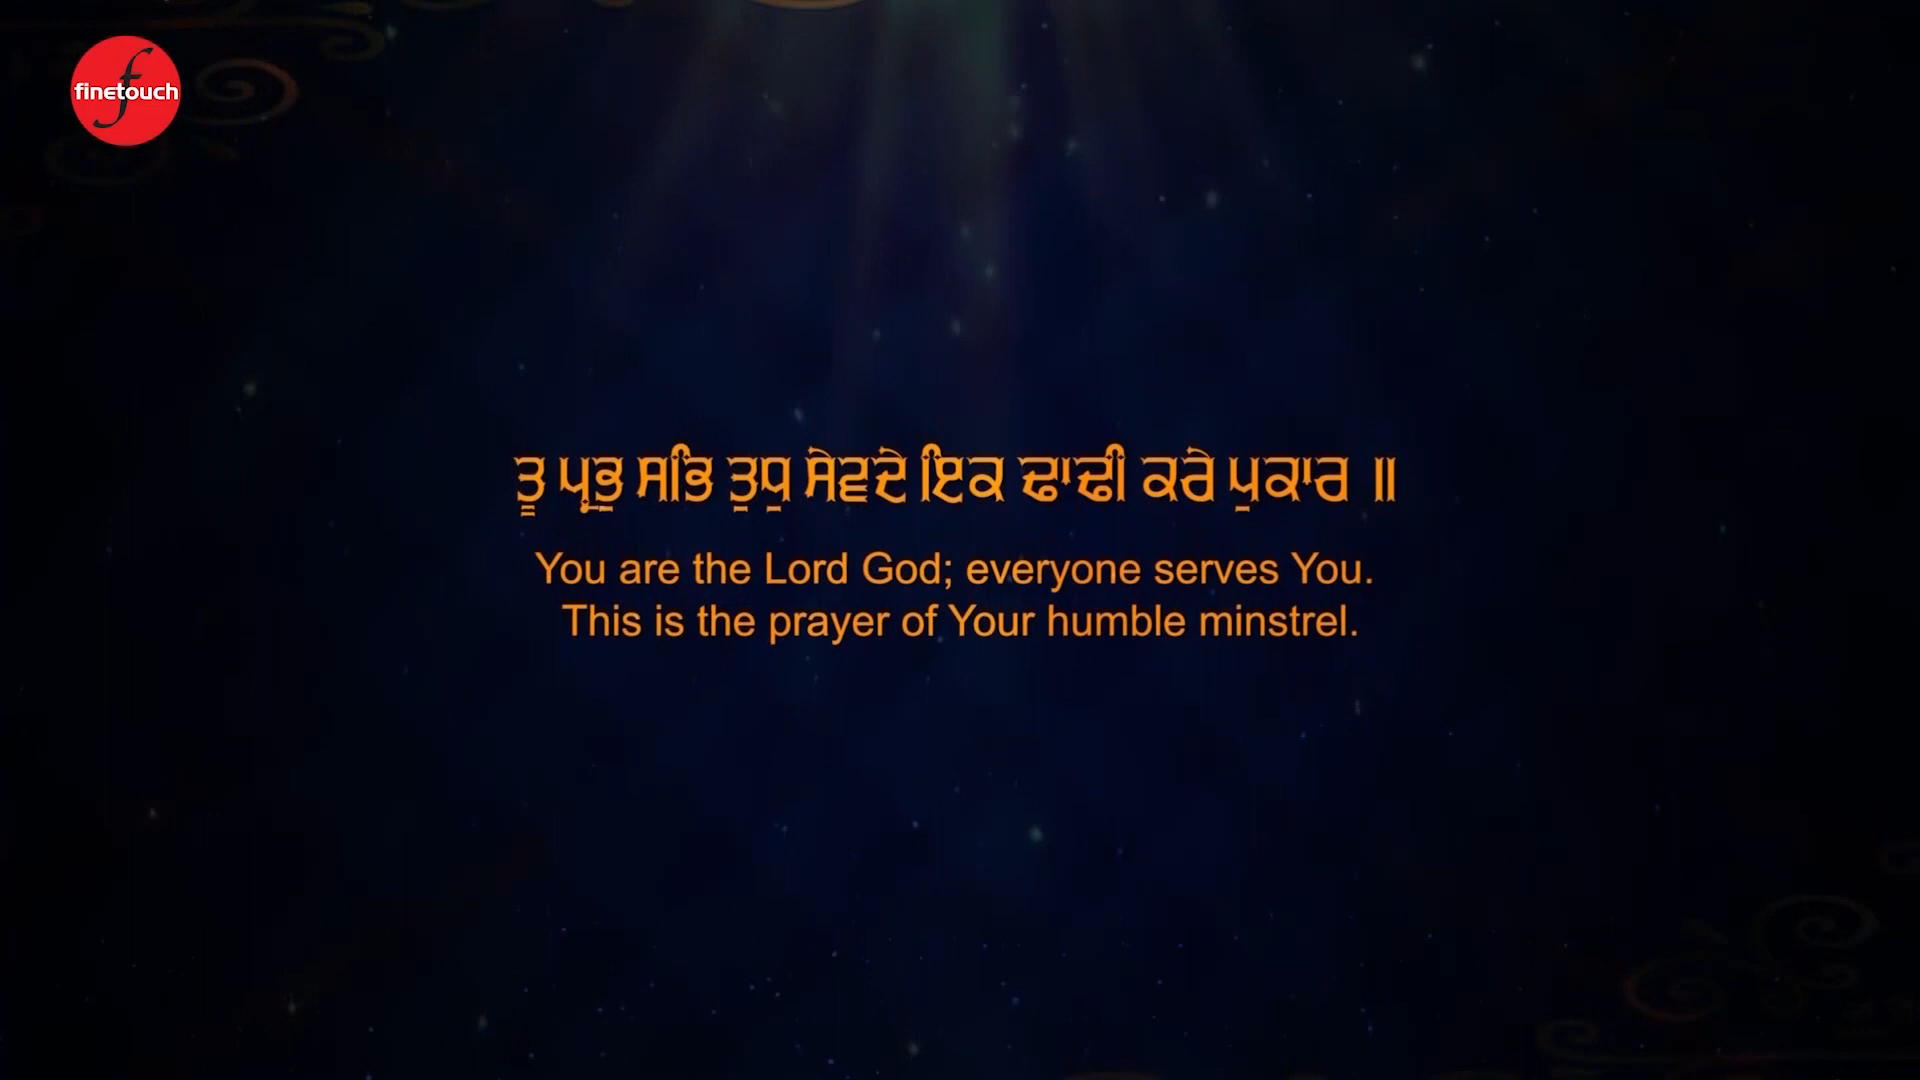 finetouch
ਤੂ ਪ੍ਰਭੁ ਸਭਿ ਤੁਧੁ ਸੇਵਦੇ ਇਕ ਢਾਢੀ ਕਰੇ ਪੁਕਾਰ ॥
You are the Lord God; everyone serves You.
This is the prayer of Your humble minstrel.